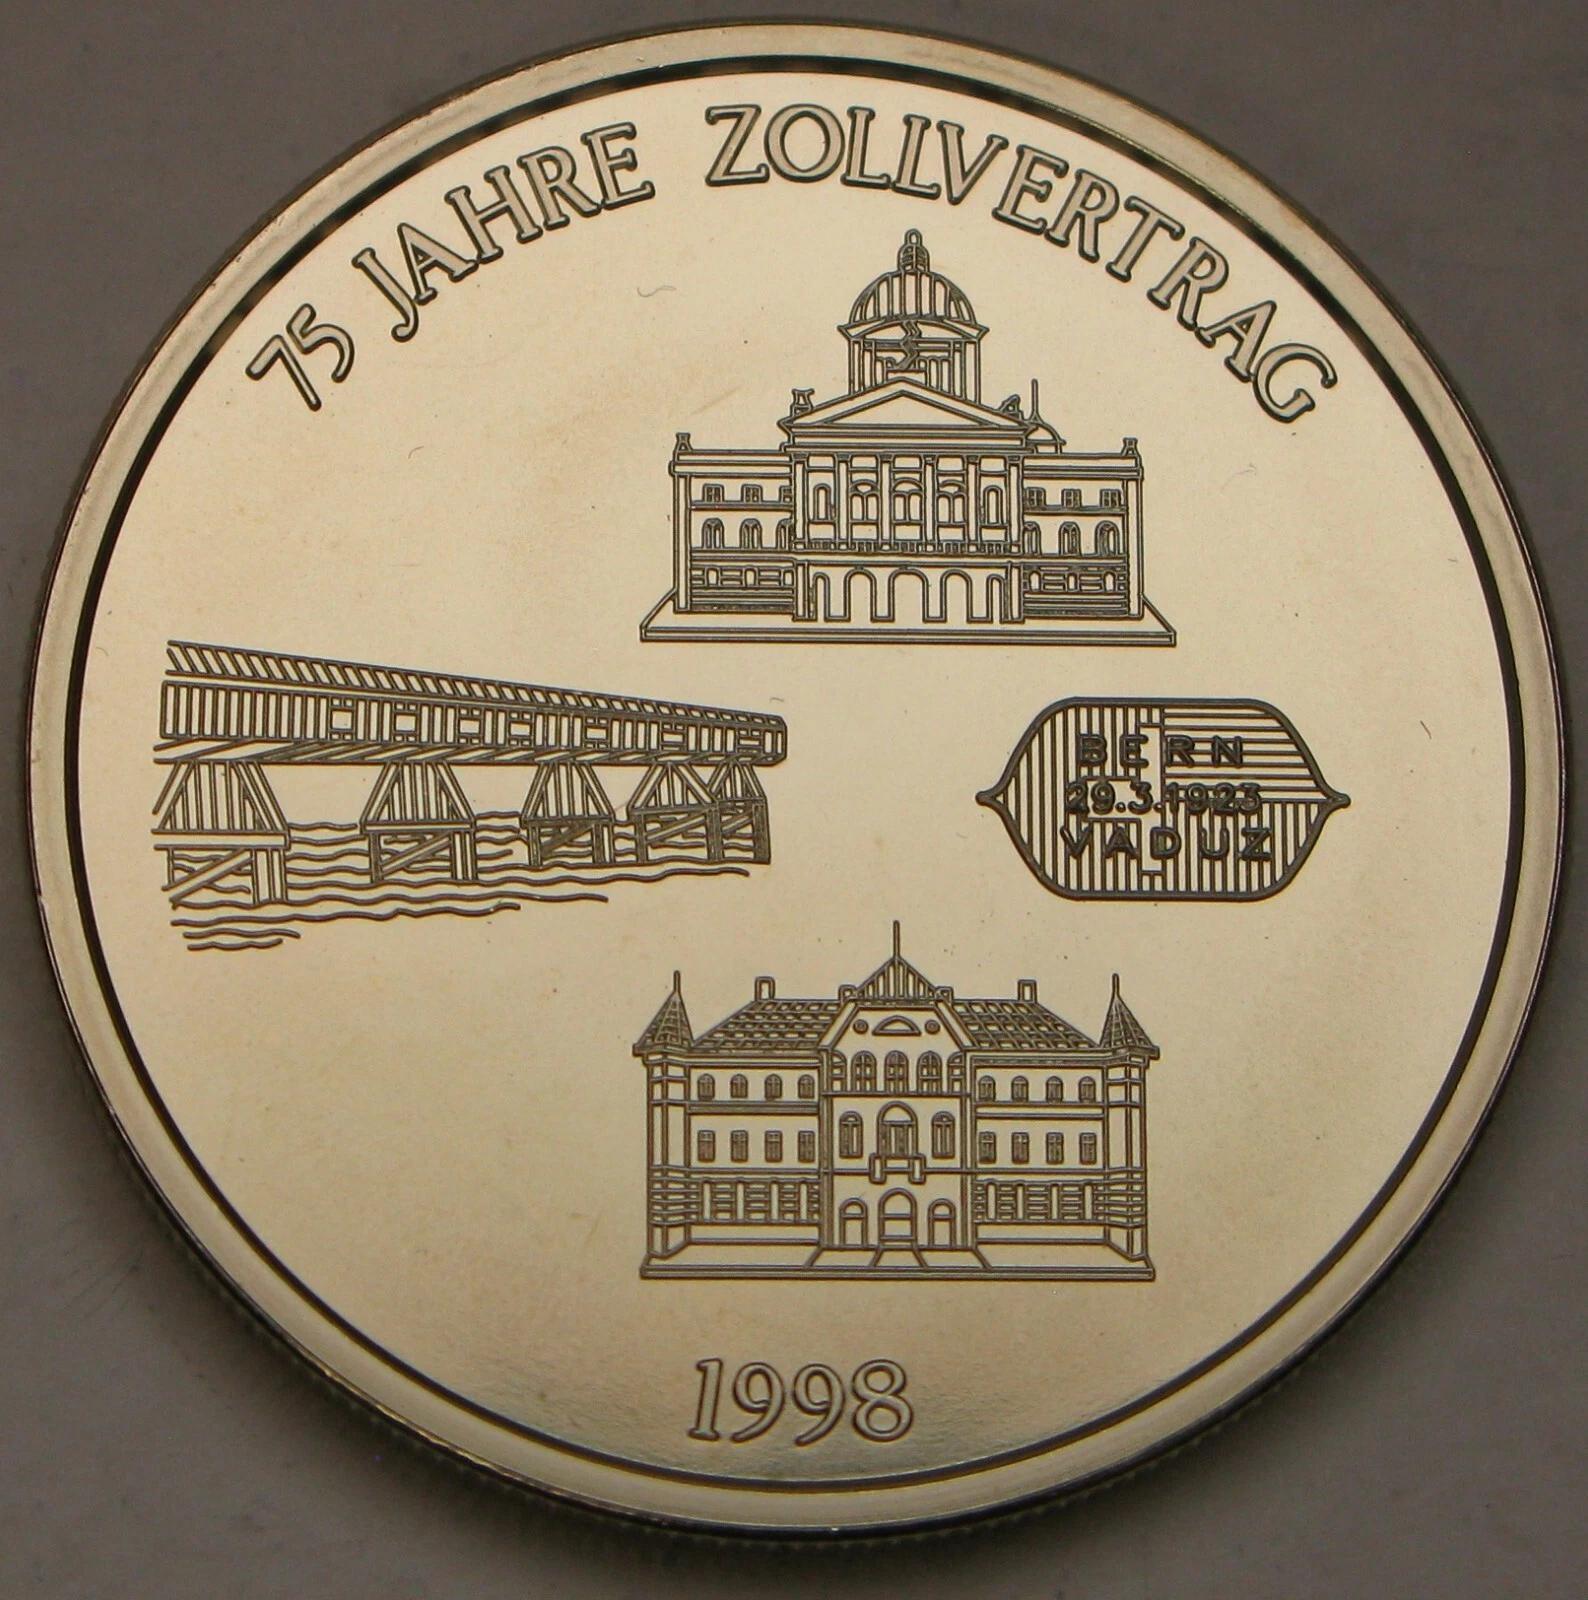 75 JAHRE ZOLLVERTRAG
BERN
29.3.1923
VADUZ
1998